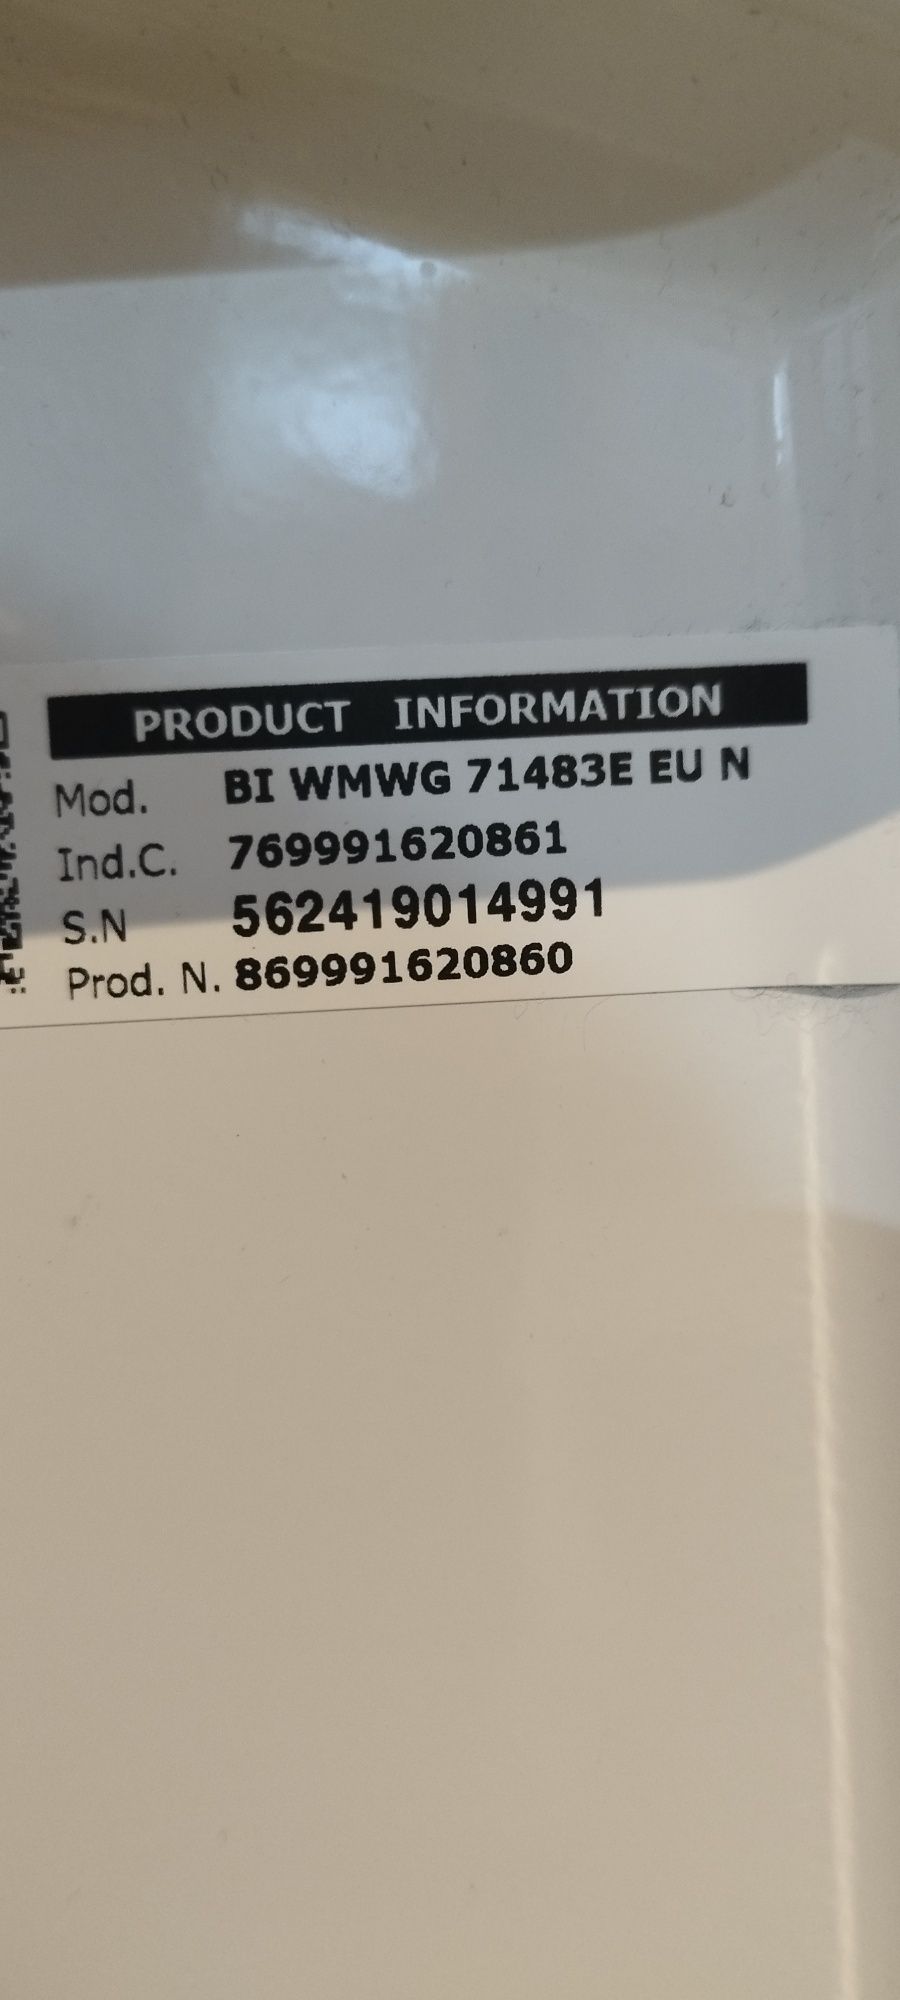 PRODUCT INFORMATION
Mod. BI WMWG 71483E EU N
Ind.C. 769991620861
S.N 562419014991
Prod. N. 869991620860